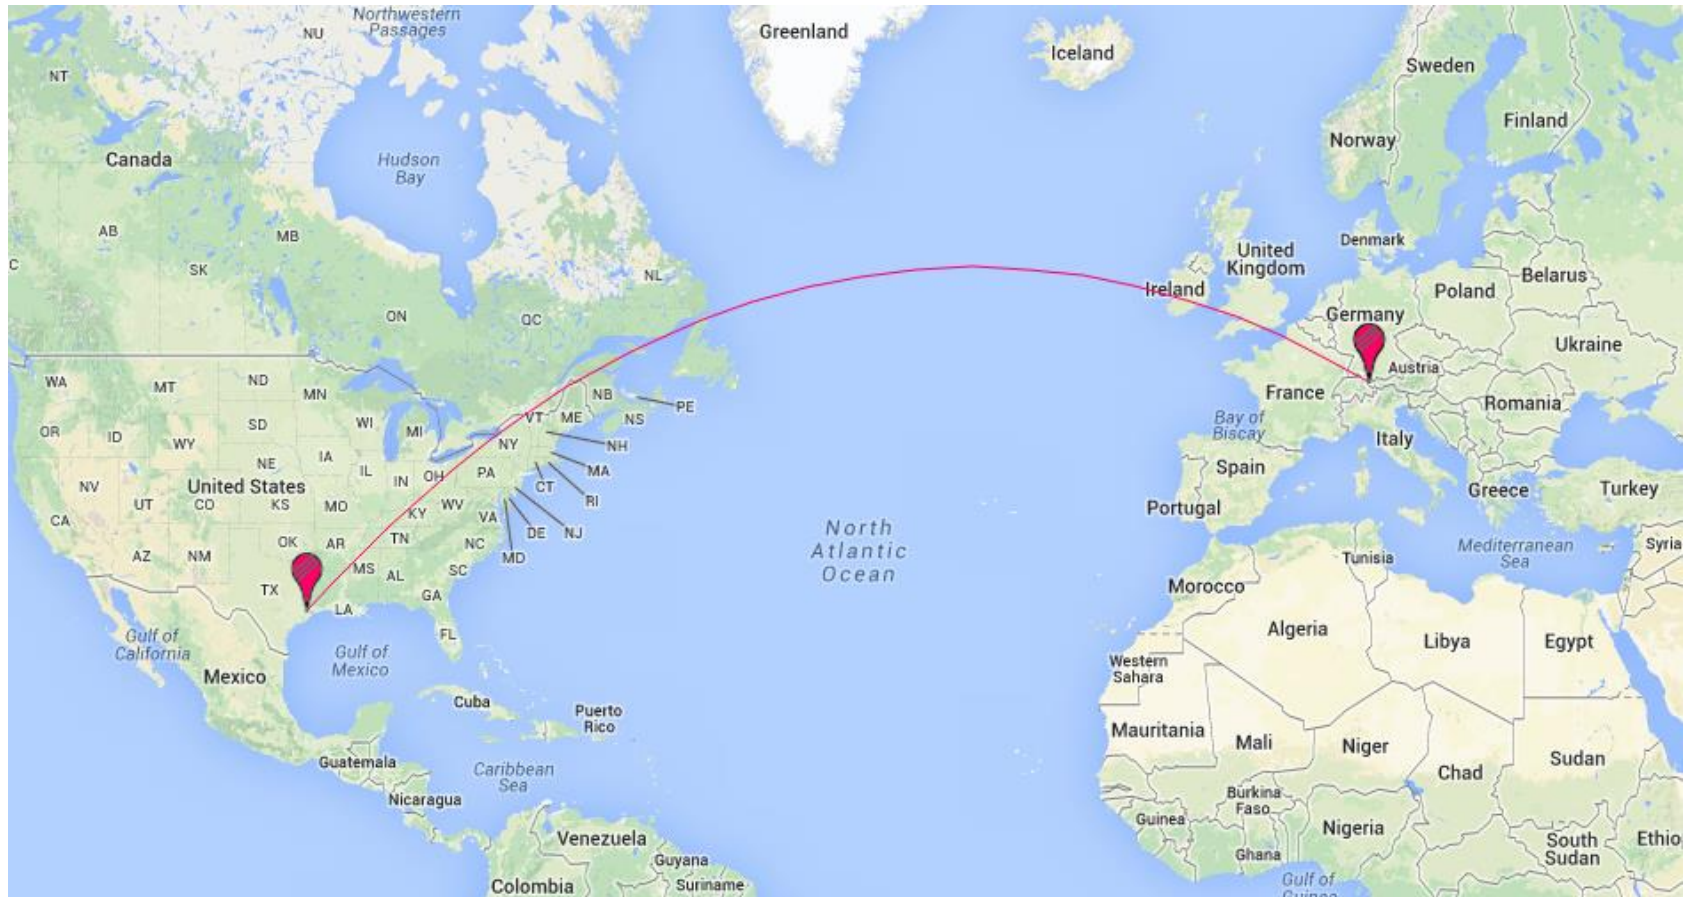 Northwestern
Passages
NU
Greenland
Iceland
NT
Sweden
Finland
Norway
Canada
Hudson
Bay
AB
MB
Denmark
United
Kingdom
C
SK
NL
Belarus
Ireland
Poland
ON
QC
Germany
Ukraine
WA
MT
ND
MN
NB
PE
Austria
France
Romania
OR
ID
WY
SD
WI
MI
VT
ME
NS
NY
NH
Bay of
Biscay
Italy
NE
IA
IL
IN
OH
PA
MA
Spain
NV
United States
UT
CO
KS
MO
WV
CT
RI
Greece
Turkey
CA
KY
VA
Portugal
North
Atlantic
Ocean
DE
NJ
MD
AZ
NM
OK
AR
TN
NC
Tunisia
Mediterranean
Sea
Syria
TX
MS
AL
SC
GA
LA
Morocco
FL
Algeria
Libya
Egypt
Gulf of
California
Gulf of
Mexico
Mexico
Western
Sahara
Cuba
Puerto
Rico
Mauritania
Mali
Niger
Chad
Sudan
Guatemala
Caribbean
Sea
Nicaragua
Burkina
Faso
Guinea
Nigeria
Venezuela
Guyana
Ghana
South
Sudan
Ethio
Colombia
Suriname
Gulf of
Guinea